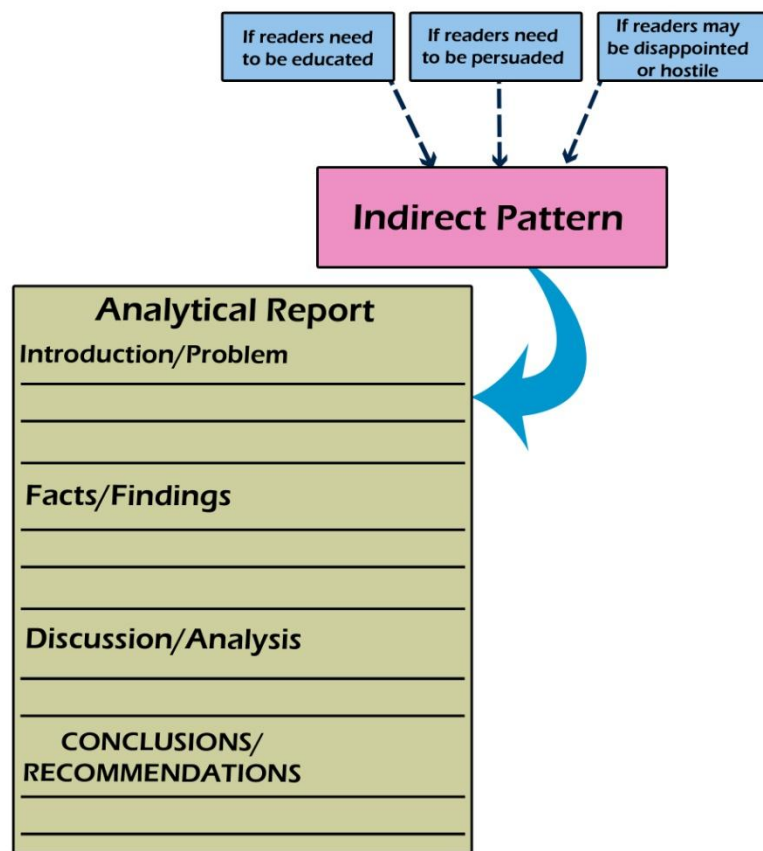 If readers need
to be educated
If readers need
to be persuaded
If readers may
be disappointed
or hostile
Indirect Pattern
Analytical Report
Introduction/Problem
Facts/Findings
Discussion/Analysis
CONCLUSIONS/
RECOMMENDATIONS